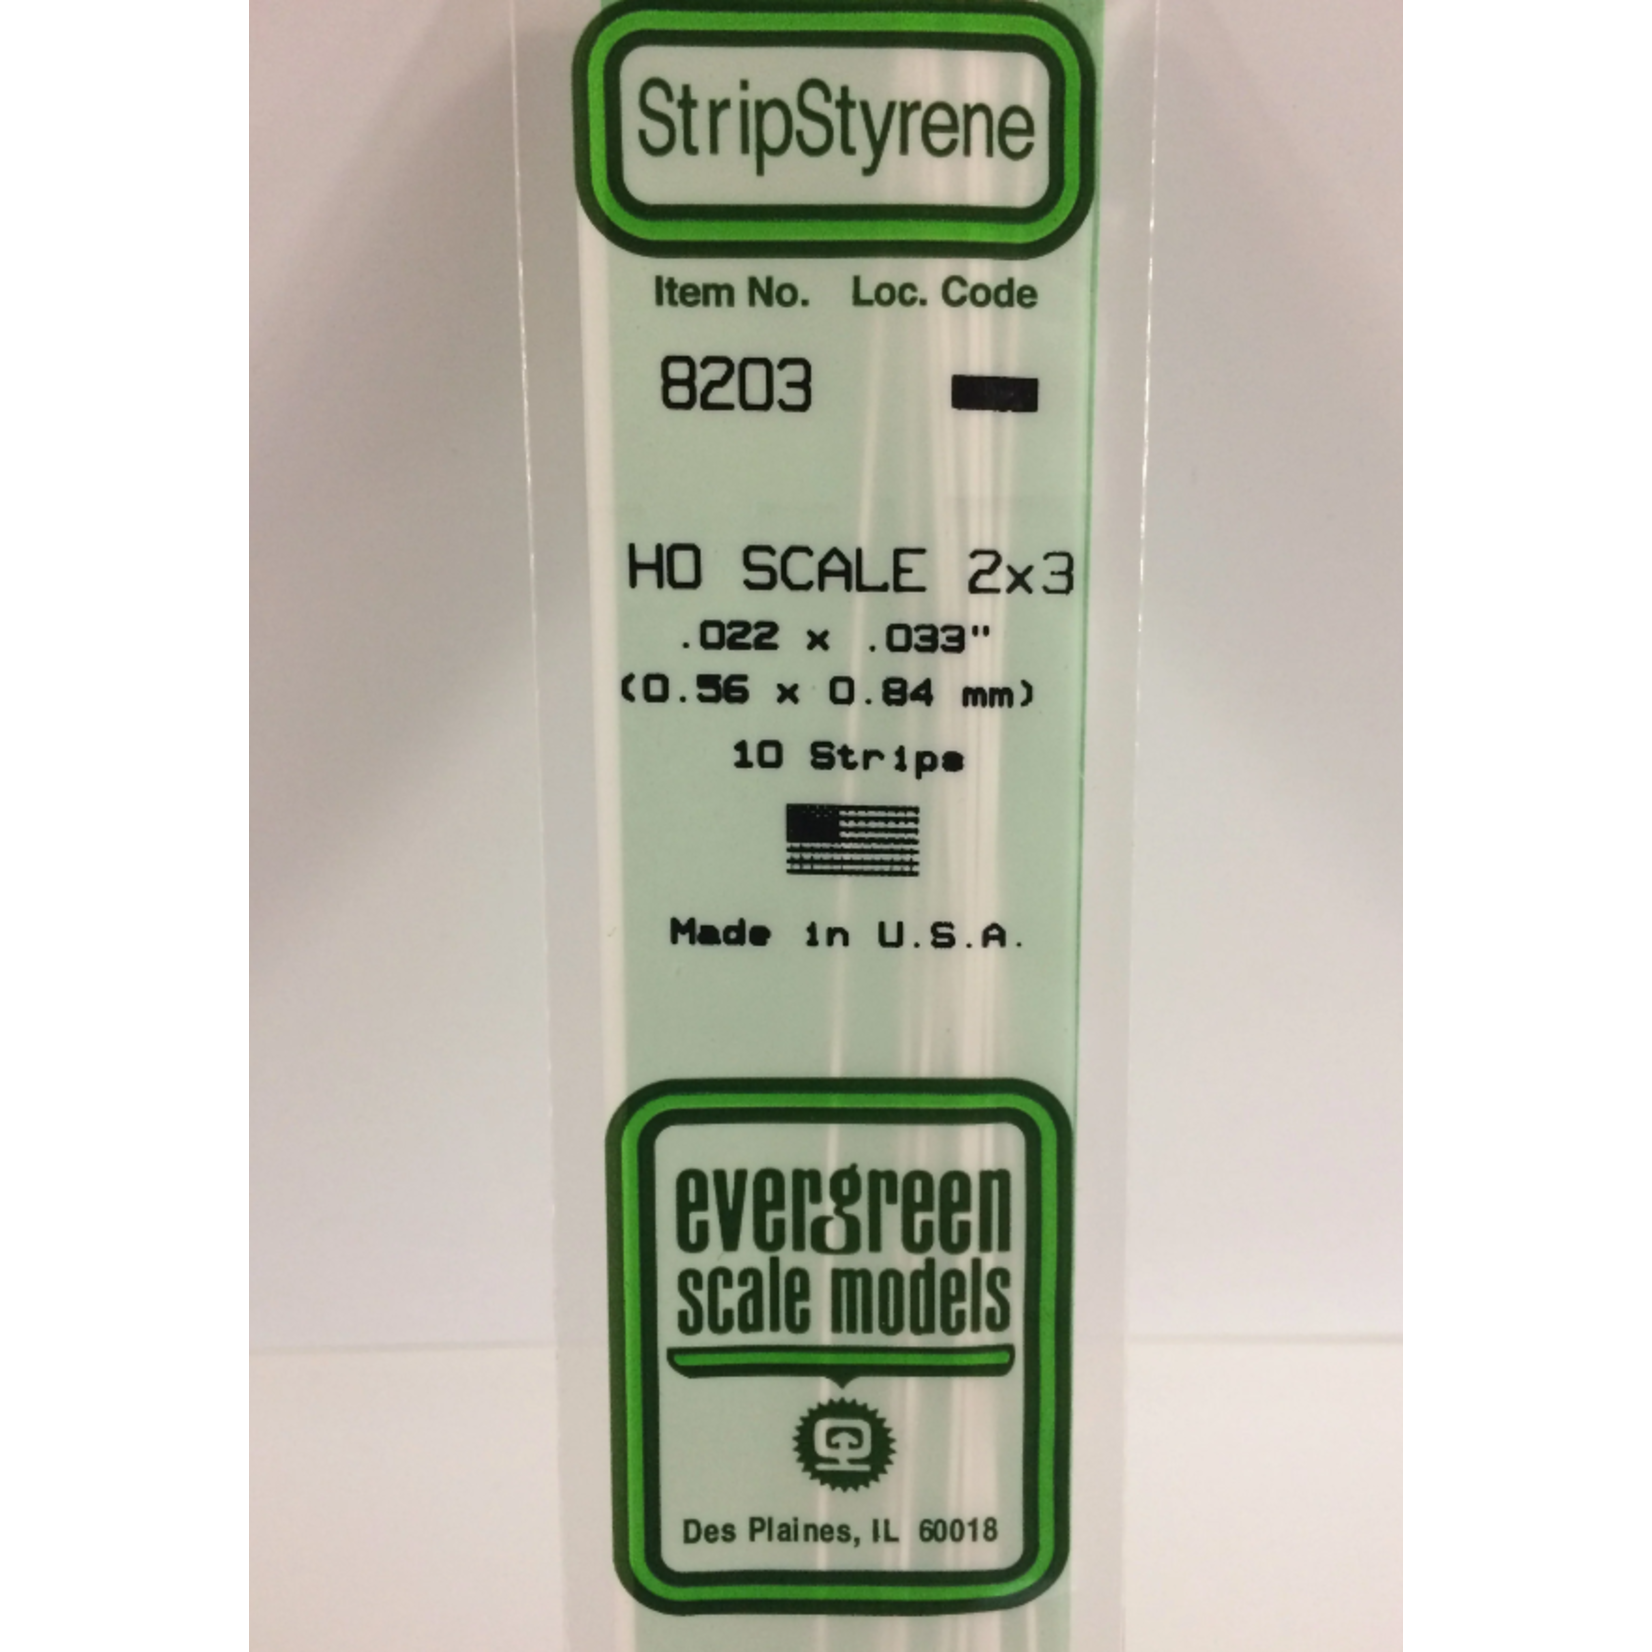 StripStyrene
Item No. Loc. Code
8203
HO SCALE 2x3
.022 x .033"
(0.56 x 0.84 mm)
10 Strips
Made in U.S.A.
evergreen
scale models
Des Plaines, IL 60018